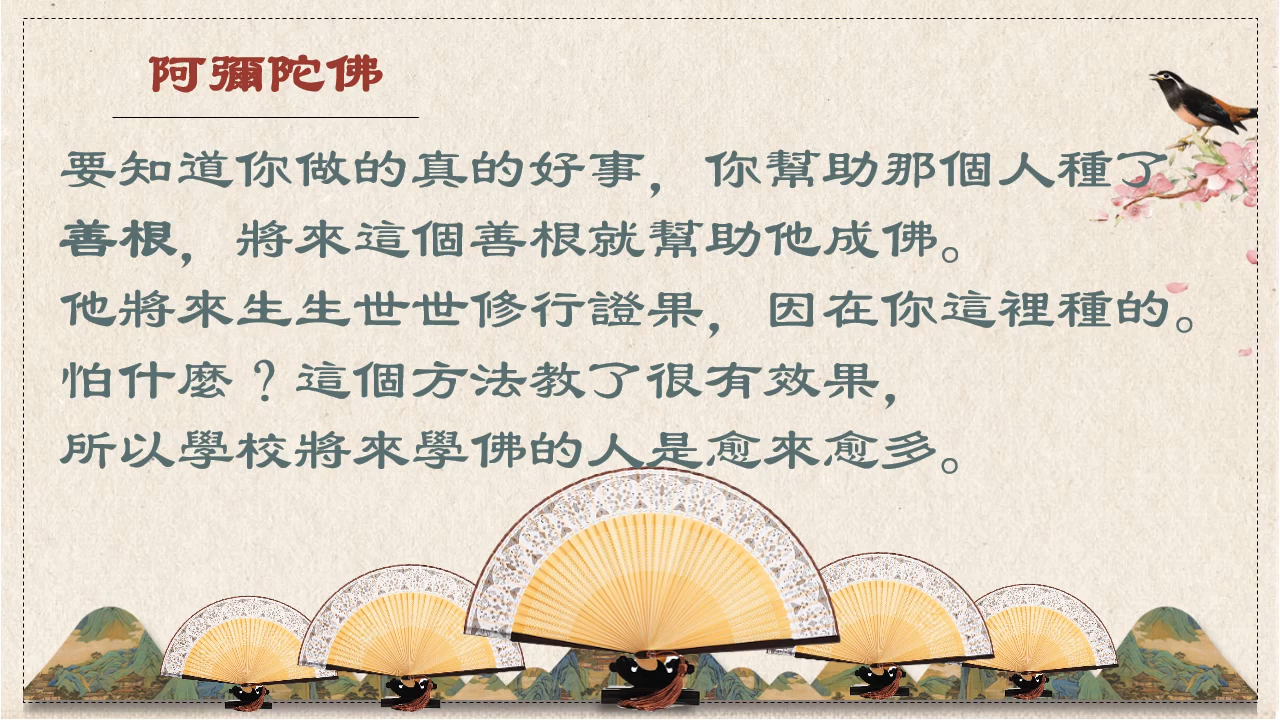 阿彌陀佛
要知道你做的真的好事，你幫助那個人種了
善根，將來這個善根就幫助他成佛。
他將來生生世世修行證果，因在你這裡種的。
怕什麼？這個方法教了很有效果，
所以學校將來學佛的人是愈來愈多。